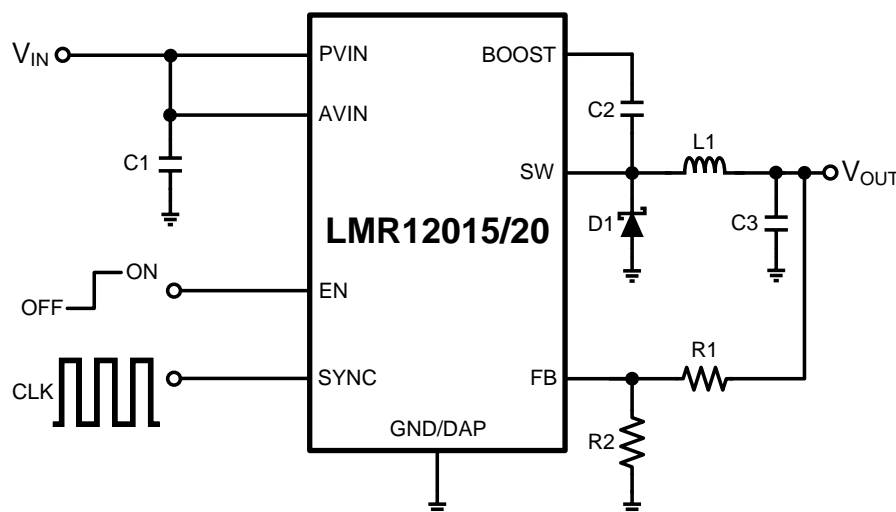 VIN
PVIN
BOOST
AVIN
C1
C2
L1
SW
VOUT
LMR12015/20
D1
C3
ON
OFF
EN
CLK
SYNC
FB
R1
GND/DAP
R2